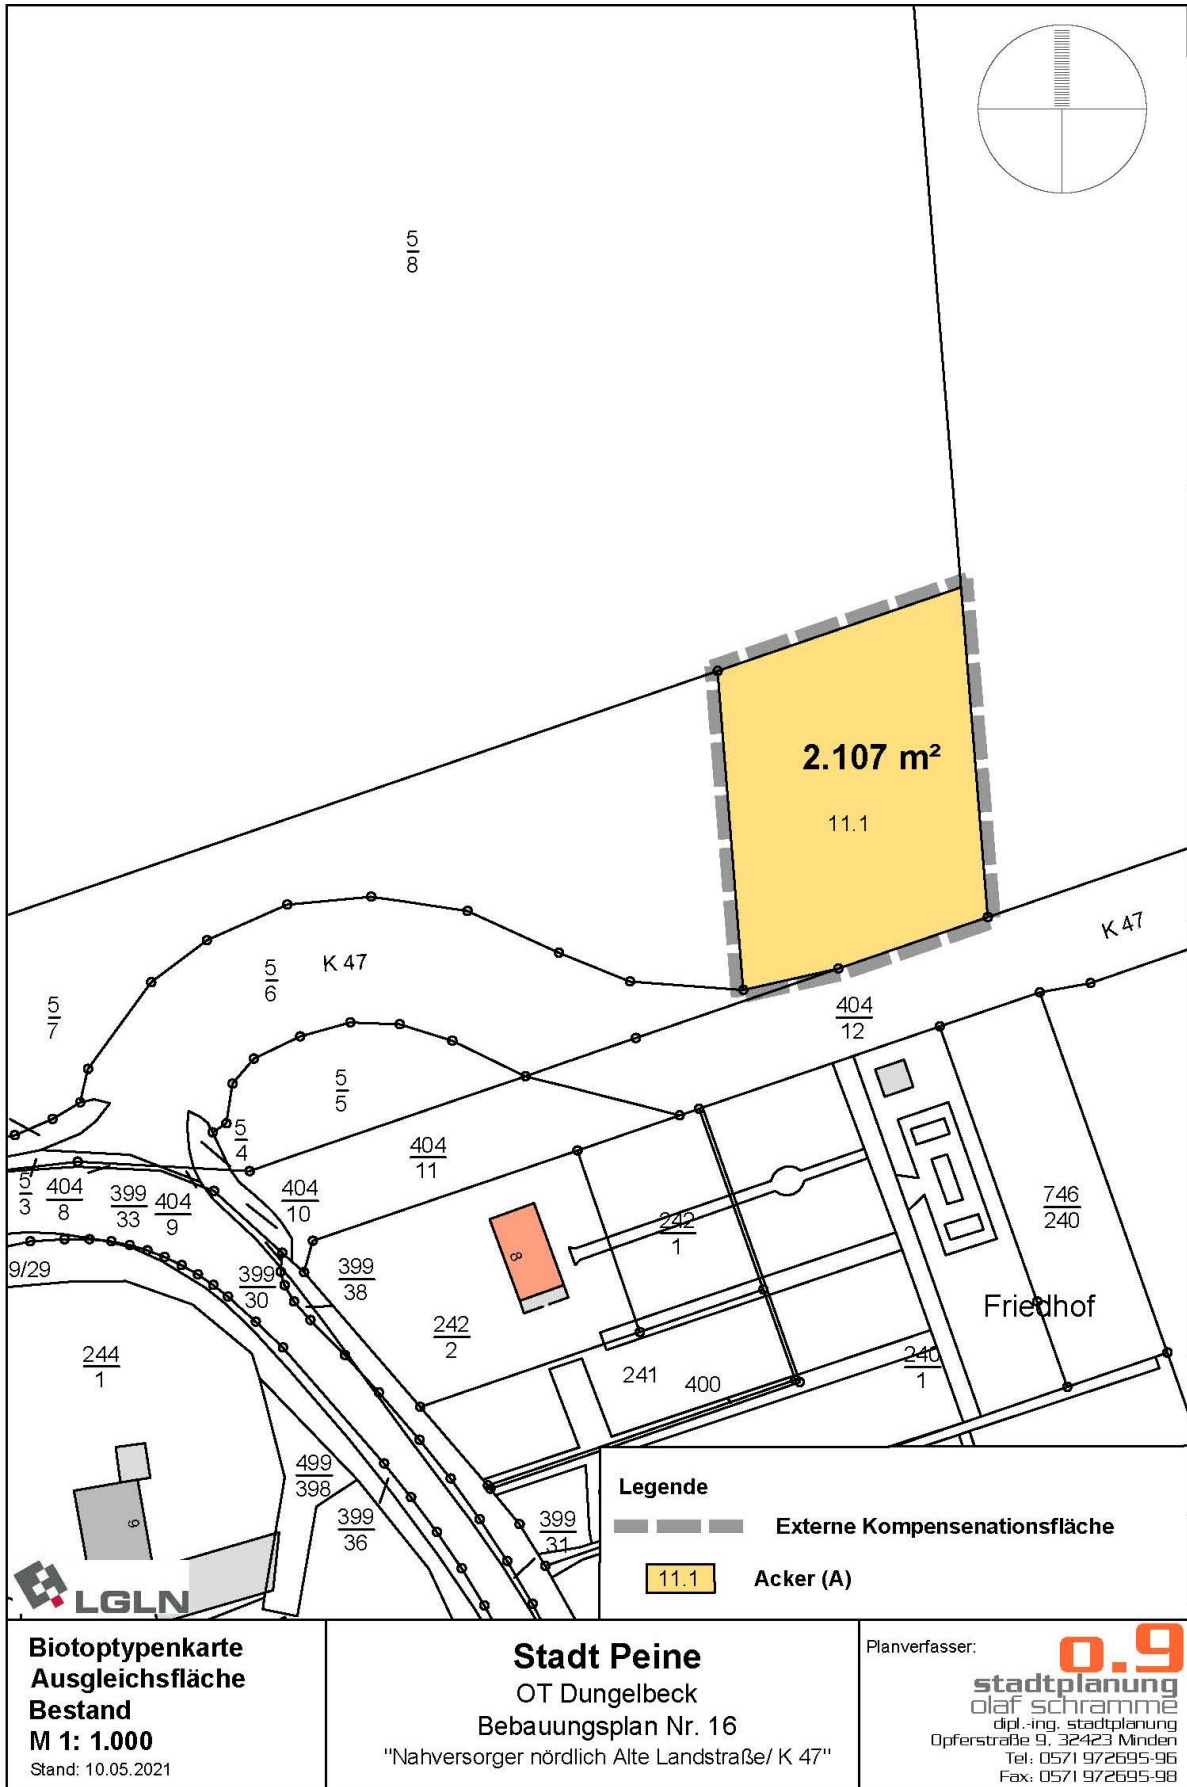 5
8
2.107 m²
11.1
K 47
K 47
5
6
5
7
404
12
5
5
5
4
404
11
5
3
404
8
399
33
404
9
404
10
242
1
746
240
9/29
399
30
399
38
8
Friedhof
242
2
244
1
241
400
240
1
499
398
399
36
399
31
6
LGLN
Legende
Externe Kompensenationsfläche
11.1 Acker (A)
Biotoptypenkarte
Ausgleichsfläche
Bestand
M 1: 1.000
Stand: 10.05.2021
Stadt Peine
OT Dungelbeck
Bebauungsplan Nr. 16
"Nahversorger nördlich Alte Landstraße/ K 47"
Planverfasser:
0.9
stadtplanung
olaf schramme
dipl.-ing. stadtplanung
Opferstraße 9, 32423 Minden
Tel: 0571 972695-96
Fax: 0571 972695-98